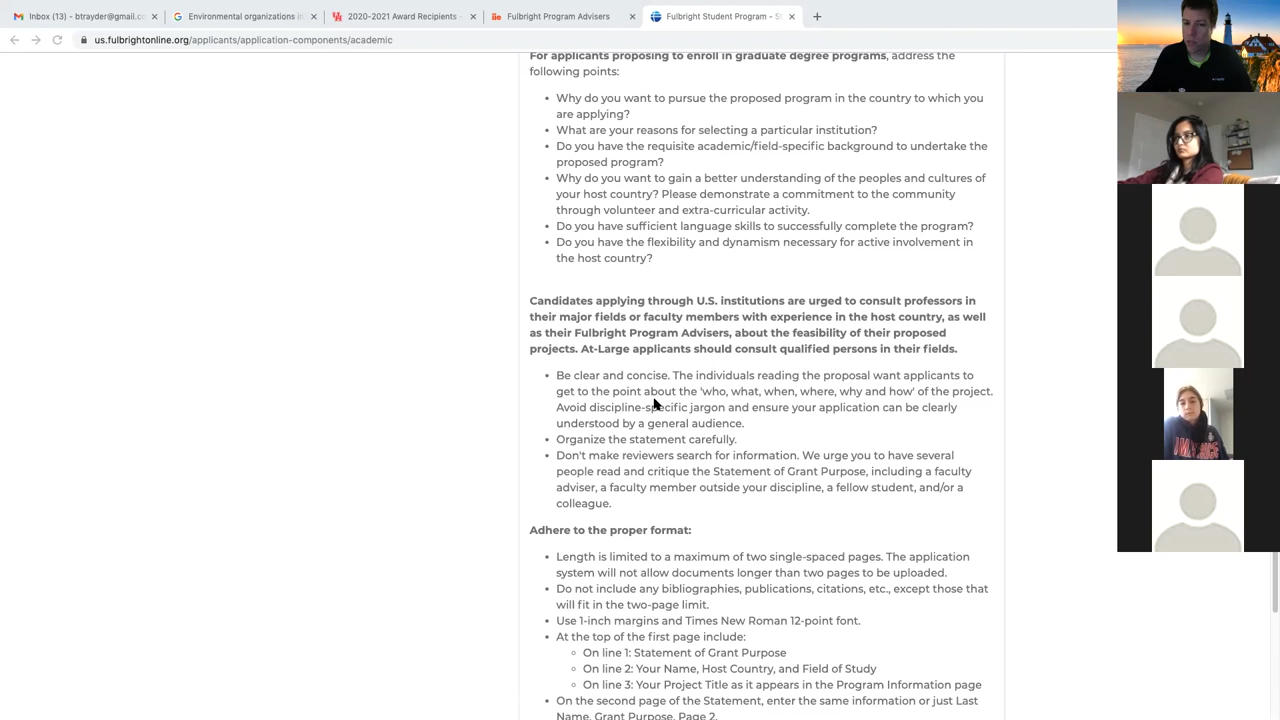 Inbox (13) - btrayder@gmail.co
Environmental organizations in
2020-2021 Award Recipients -
Fulbright Program Advisers
Fulbright Student Program - St
us.fulbrightonline.org/applicants/application-components/academic
For applicants proposing to enroll in graduate degree programs, address the
following points:
• Why do you want to pursue the proposed program in the country to which you
are applying?
• What are your reasons for selecting a particular institution?
• Do you have the requisite academic/field-specific background to undertake the
proposed program?
• Why do you want to gain a better understanding of the peoples and cultures of
your host country? Please demonstrate a commitment to the community
through volunteer and extra-curricular activity.
• Do you have sufficient language skills to successfully complete the program?
• Do you have the flexibility and dynamism necessary for active involvement in
the host country?
Candidates applying through U.S. institutions are urged to consult professors in
their major fields or faculty members with experience in the host country, as well
as their Fulbright Program Advisers, about the feasibility of their proposed
projects. At-Large applicants should consult qualified persons in their fields.
• Be clear and concise. The individuals reading the proposal want applicants to
get to the point about the 'who, what, when, where, why and how' of the project.
Avoid discipline-specific jargon and ensure your application can be clearly
understood by a general audience.
• Organize the statement carefully.
• Don't make reviewers search for information. We urge you to have several
people read and critique the Statement of Grant Purpose, including a faculty
adviser, a faculty member outside your discipline, a fellow student, and/or a
colleague.
Adhere to the proper format:
• Length is limited to a maximum of two single-spaced pages. The application
system will not allow documents longer than two pages to be uploaded.
• Do not include any bibliographies, publications, citations, etc., except those that
will fit in the two-page limit.
• Use 1-inch margins and Times New Roman 12-point font.
• At the top of the first page include:
◦ On line 1: Statement of Grant Purpose
◦ On line 2: Your Name, Host Country, and Field of Study
◦ On line 3: Your Project Title as it appears in the Program Information page
• On the second page of the Statement, enter the same information or just Last
Name, Grant Purpose, Page 2.